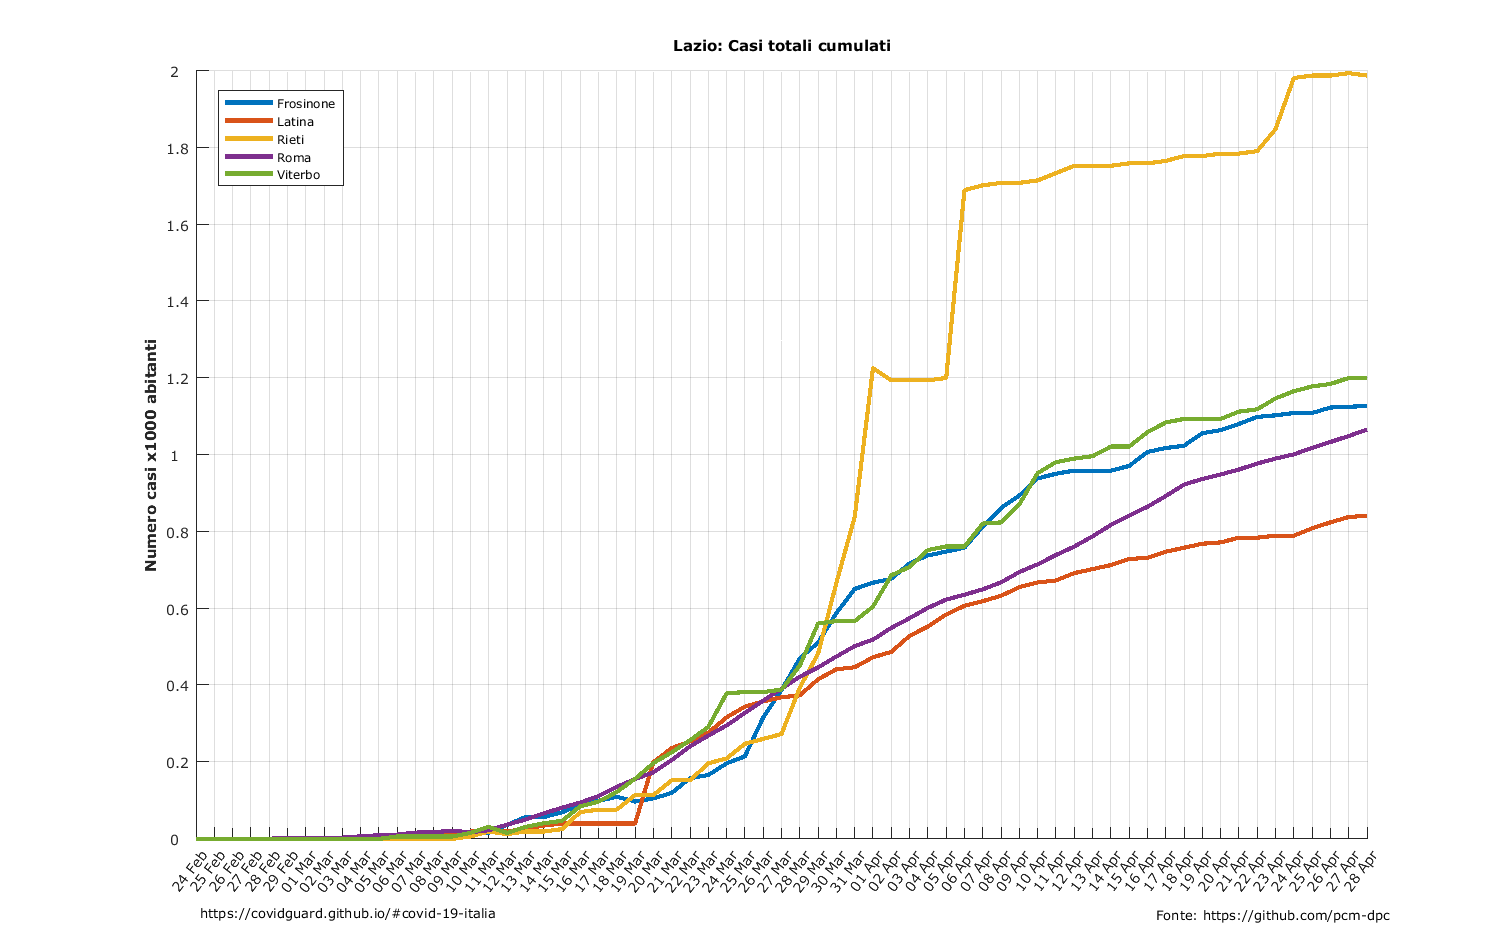 Lazio: Casi totali cumulati
Numero casi x1000 abitanti
2
1.8
1.6
1.4
1.2
1
0.8
0.6
0.4
0.2
0
Frosinone
Latina
Rieti
Roma
Viterbo
24 Feb
25 Feb
26 Feb
27 Feb
28 Feb
29 Feb
01 Mar
02 Mar
03 Mar
04 Mar
05 Mar
06 Mar
07 Mar
08 Mar
09 Mar
10 Mar
11 Mar
12 Mar
13 Mar
14 Mar
15 Mar
16 Mar
17 Mar
18 Mar
19 Mar
20 Mar
21 Mar
22 Mar
23 Mar
24 Mar
25 Mar
26 Mar
27 Mar
28 Mar
29 Mar
30 Mar
31 Mar
01 Apr
02 Apr
03 Apr
04 Apr
05 Apr
06 Apr
07 Apr
08 Apr
09 Apr
10 Apr
11 Apr
12 Apr
13 Apr
14 Apr
15 Apr
16 Apr
17 Apr
18 Apr
19 Apr
20 Apr
21 Apr
22 Apr
23 Apr
24 Apr
25 Apr
26 Apr
27 Apr
28 Apr
https://covidguard.github.io/#covid-19-italia
Fonte: https://github.com/pcm-dpc